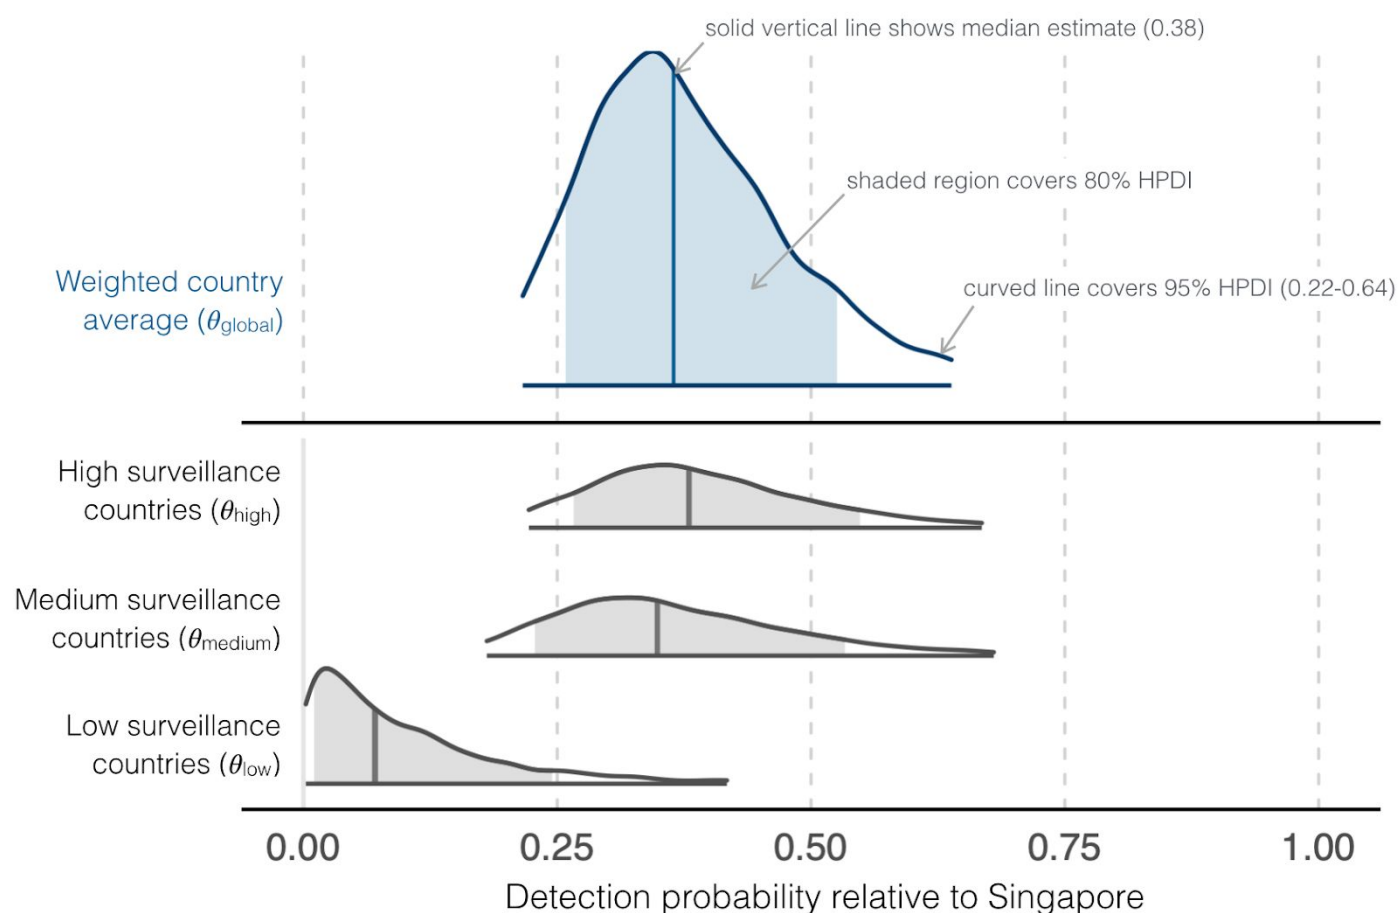 solid vertical line shows median estimate (0.38)
shaded region covers 80% HPDI
curved line covers 95% HPDI (0.22-0.64)
Weighted country
average (θglobal)
High surveillance
countries (θhigh)
Medium surveillance
countries (θmedium)
Low surveillance
countries (θlow)
0.00 0.25 0.50 0.75 1.00
Detection probability relative to Singapore